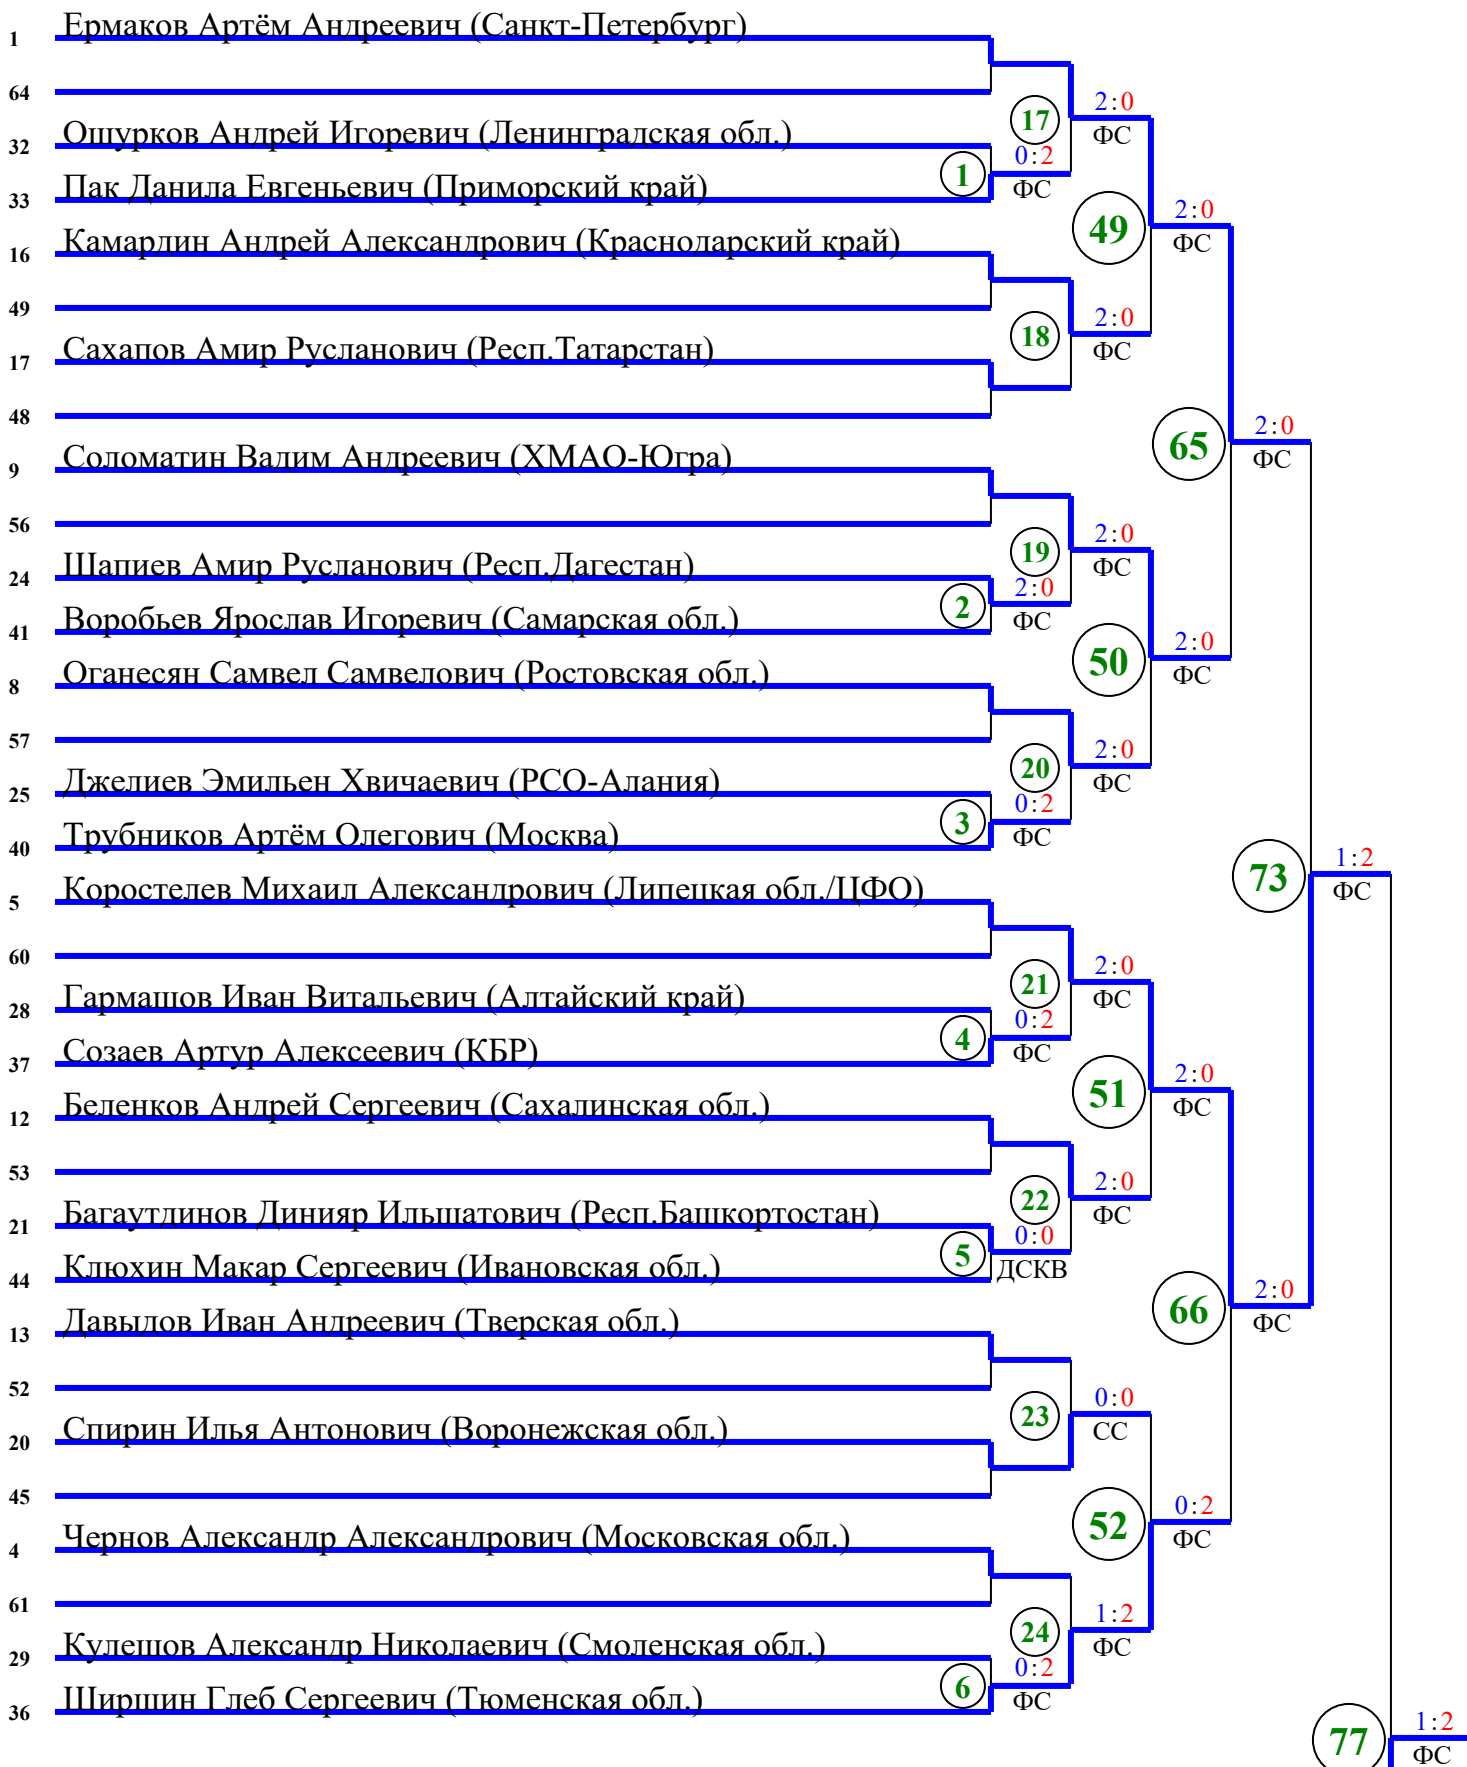 1 Ермаков Артём Андреевич (Санкт-Петербург)
64
2:0
17
ФС
32 Ошурков Андрей Игоревич (Ленинградская обл.)
0:2
1
ФС
33 Пак Данила Евгеньевич (Приморский край)
2:0
49
ФС
16 Камардин Андрей Александрович (Краснодарский край)
49
2:0
18
ФС
17 Сахапов Амир Русланович (Респ.Татарстан)
48
2:0
65
ФС
9 Соломатин Вадим Андреевич (ХМАО-Югра)
56
2:0
19
ФС
24 Шапиев Амир Русланович (Респ.Дагестан)
2:0
2
ФС
41 Воробьев Ярослав Игоревич (Самарская обл.)
2:0
50
ФС
8 Оганесян Самвел Самвелович (Ростовская обл.)
57
2:0
20
ФС
25 Джелиев Эмильен Хвичаевич (РСО-Алания)
0:2
3
ФС
40 Трубников Артём Олегович (Москва)
1:2
73
ФС
5 Коростелев Михаил Александрович (Липецкая обл./ЦФО)
60
2:0
21
ФС
28 Гармашов Иван Витальевич (Алтайский край)
0:2
4
ФС
37 Созаев Артур Алексеевич (КБР)
2:0
51
ФС
12 Беленков Андрей Сергеевич (Сахалинская обл.)
53
2:0
22
ФС
21 Багаутдинов Динияр Ильшатович (Респ.Башкортостан)
0:0
5
ДСКВ
44 Клюхин Макар Сергеевич (Ивановская обл.)
2:0
66
ФС
13 Давыдов Иван Андреевич (Тверская обл.)
52
0:0
23
СС
20 Спирин Илья Антонович (Воронежская обл.)
45
0:2
52
ФС
4 Чернов Александр Александрович (Московская обл.)
61
1:2
24
ФС
29 Кулешов Александр Николаевич (Смоленская обл.)
0:2
6
ФС
36 Ширшин Глеб Сергеевич (Тюменская обл.)
1:2
77
ФС